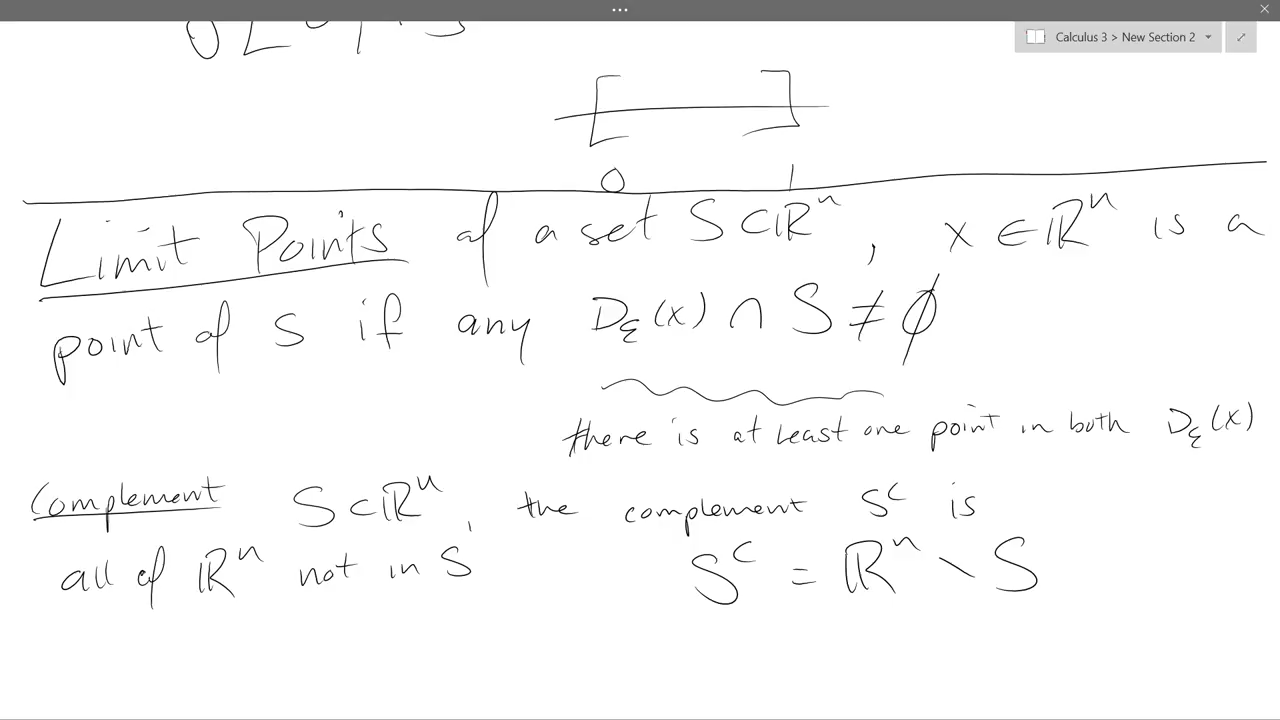 Calculus 3 > New Section 2
0 1
Limit Points of a set S ⊂ ℝⁿ, x ∈ ℝⁿ is a
point of S if any D_ε(x) ∩ S ≠ ∅
there is at least one point in both D_ε(x)
Complement S ⊂ ℝⁿ, the complement Sᶜ is
all of ℝⁿ not in S Sᶜ = ℝⁿ \ S